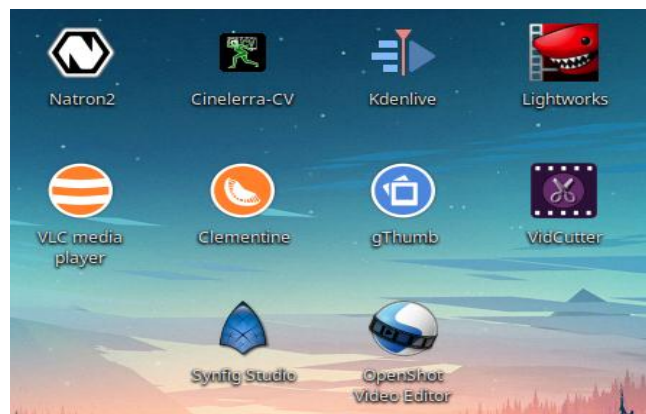 Natron2
Cinelerra-CV
Kdenlive
Lightworks
VLC media
player
Clementine
gThumb
VidCutter
Synfig Studio
OpenShot
Video Editor